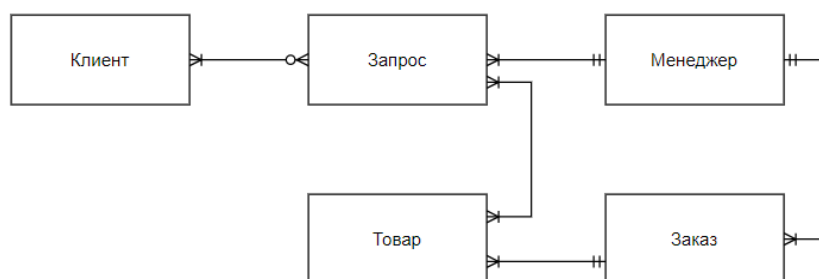 Клиент
Запрос
Менеджер
Товар
Заказ